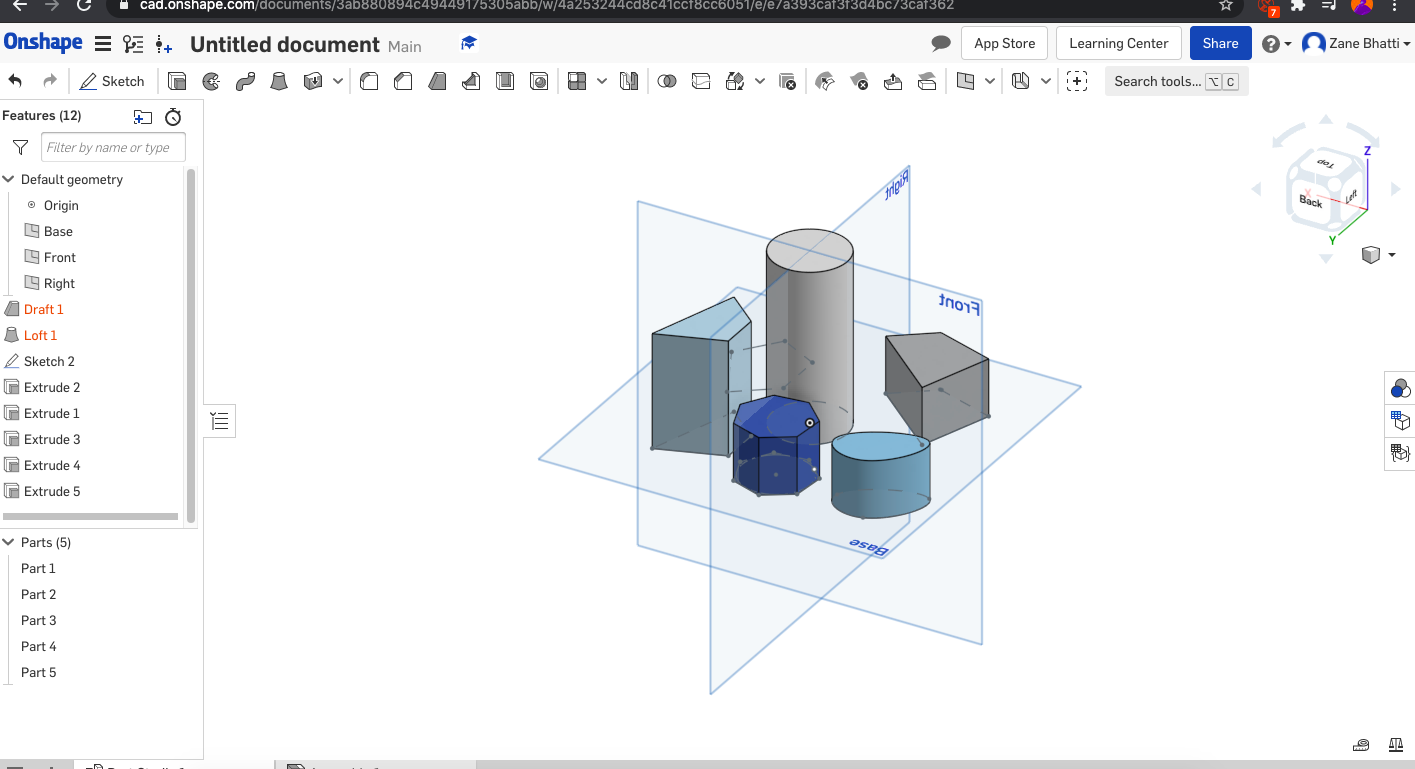 cad.onshape.com/documents/3ab880894c49449175305abb/w/4a253244cd8c41ccf8cc6051/e/e7a393caf3f3d4bc73caf362
7
Onshape
Untitled document Main
App Store
Learning Center
Share
Zane Bhatti
Sketch
Search tools... ⌥ C
Features (12)
Filter by name or type
Default geometry
Origin
Base
Front
Right
Draft 1
Loft 1
Sketch 2
Extrude 2
Extrude 1
Extrude 3
Extrude 4
Extrude 5
Parts (5)
Part 1
Part 2
Part 3
Part 4
Part 5
Right
Front
Base
Z
Top
X
Back
Left
Y